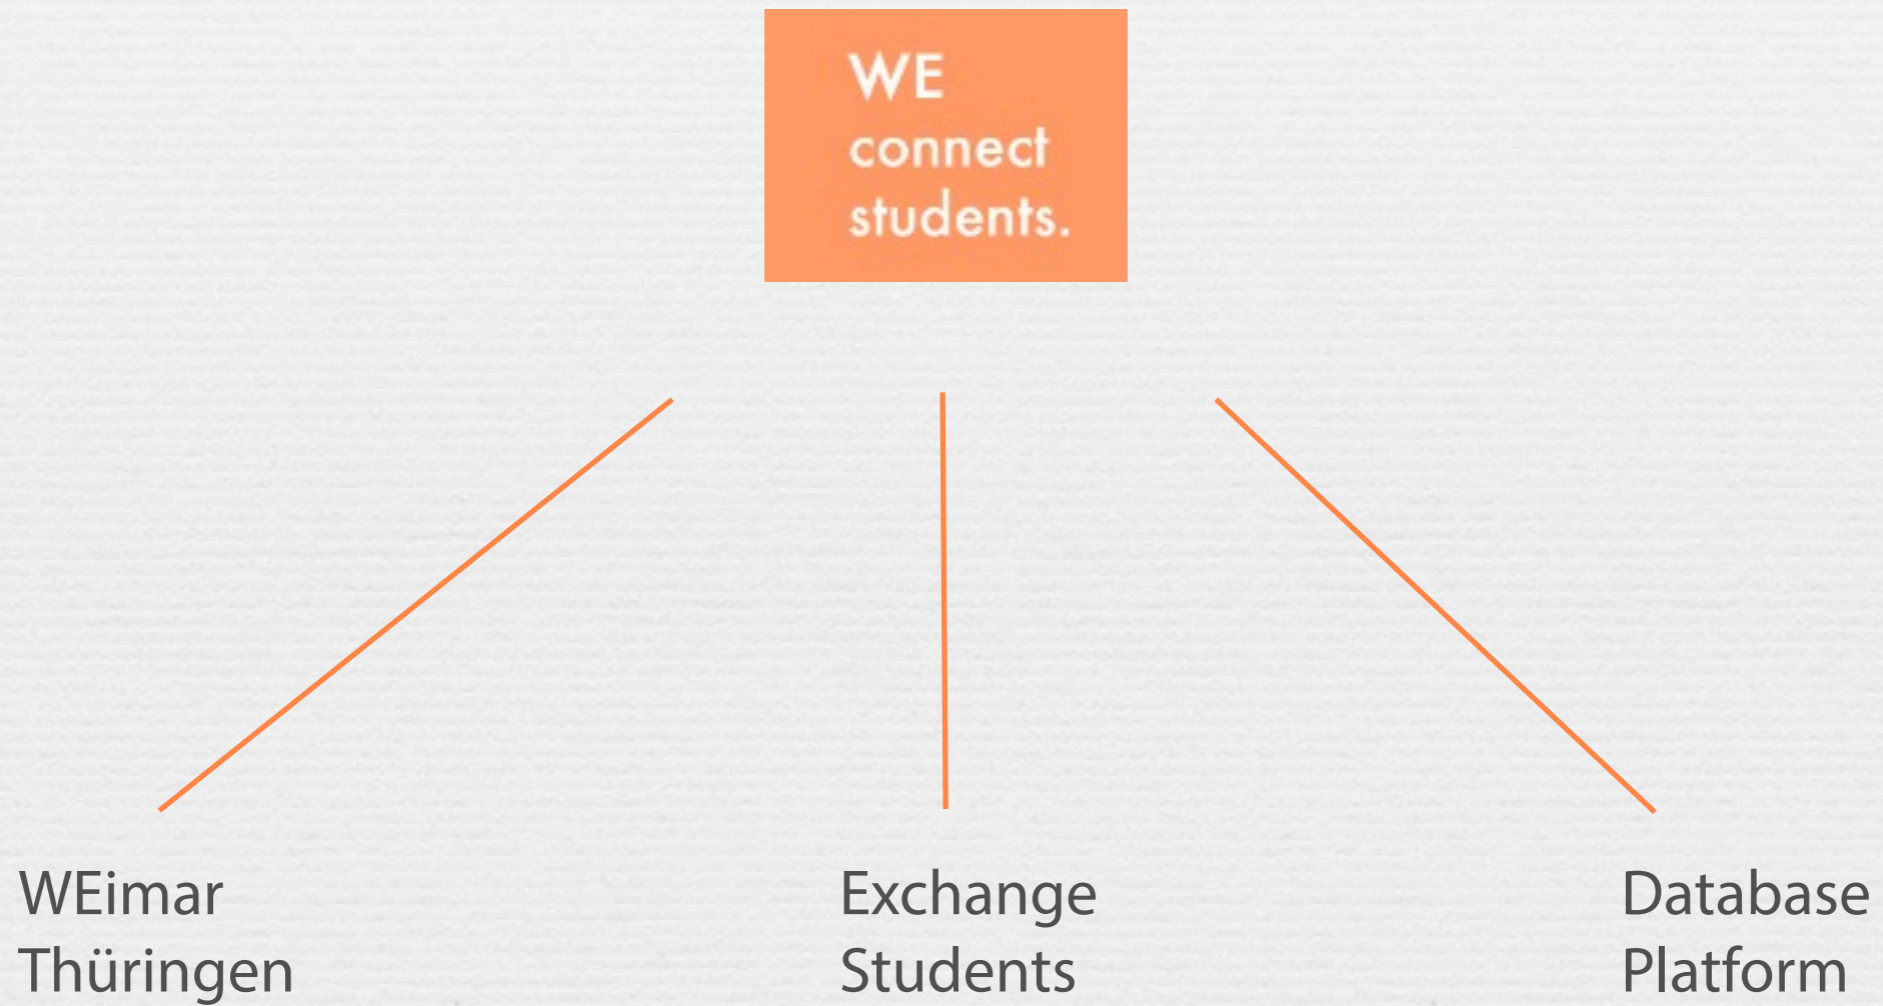 WE
connect
students.
WEimar
Thüringen
Exchange
Students
Database
Platform